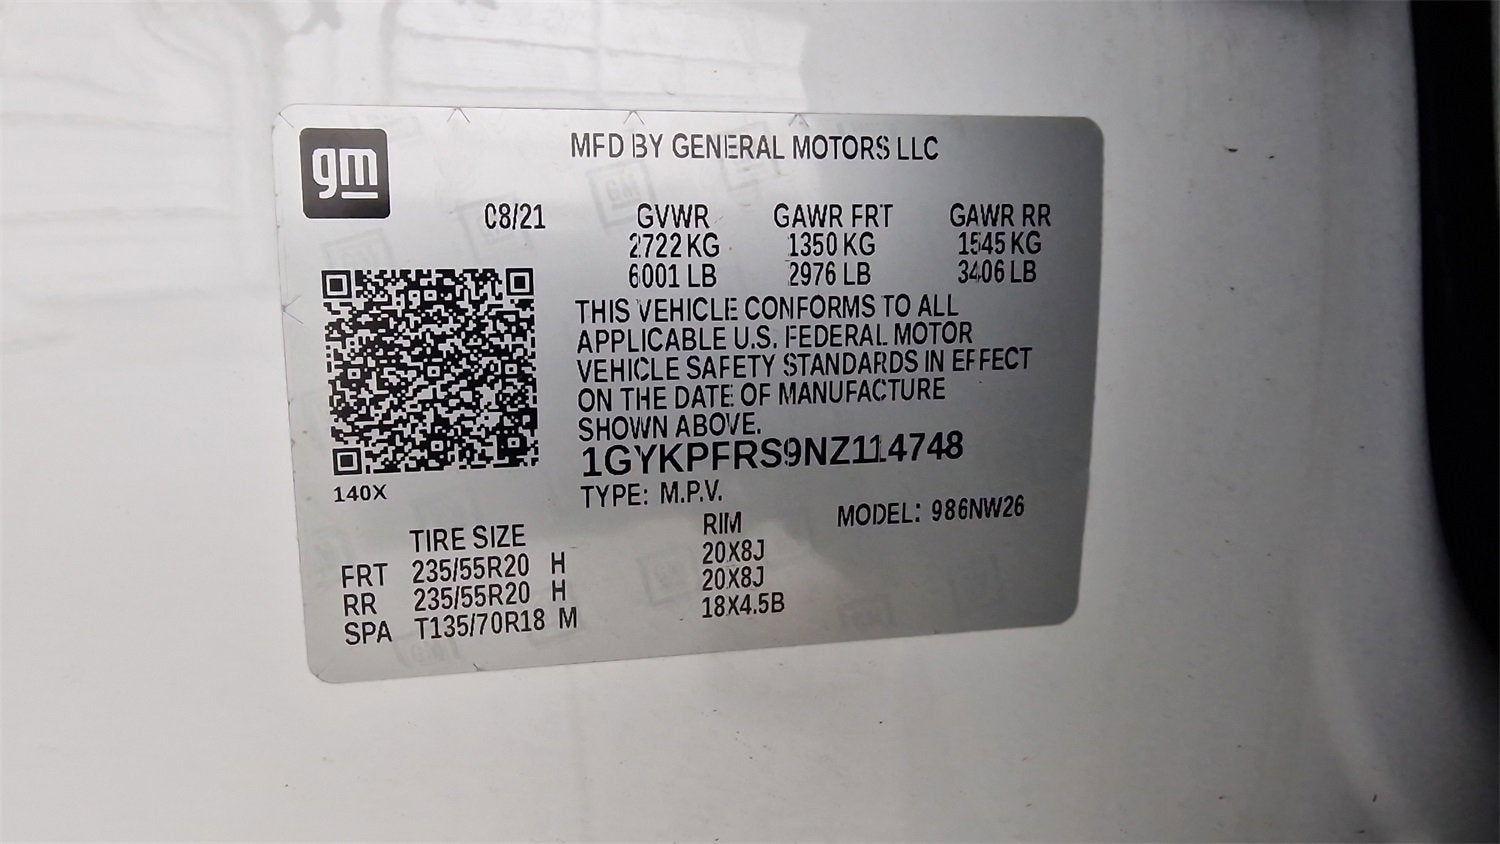 gm
MFD BY GENERAL MOTORS LLC
08/21 GVWR GAWR FRT GAWR RR
2722 KG 1350 KG 1545 KG
6001 LB 2976 LB 3406 LB
THIS VEHICLE CONFORMS TO ALL
APPLICABLE U.S. FEDERAL MOTOR
VEHICLE SAFETY STANDARDS IN EFFECT
ON THE DATE OF MANUFACTURE
SHOWN ABOVE.
1GYKPFRS9NZ114748
140X
TYPE: M.P.V. MODEL: 986NW26
TIRE SIZE RIM
FRT 235/55R20 H 20X8J
RR 235/55R20 H 20X8J
SPA T135/70R18 M 18X4.5B